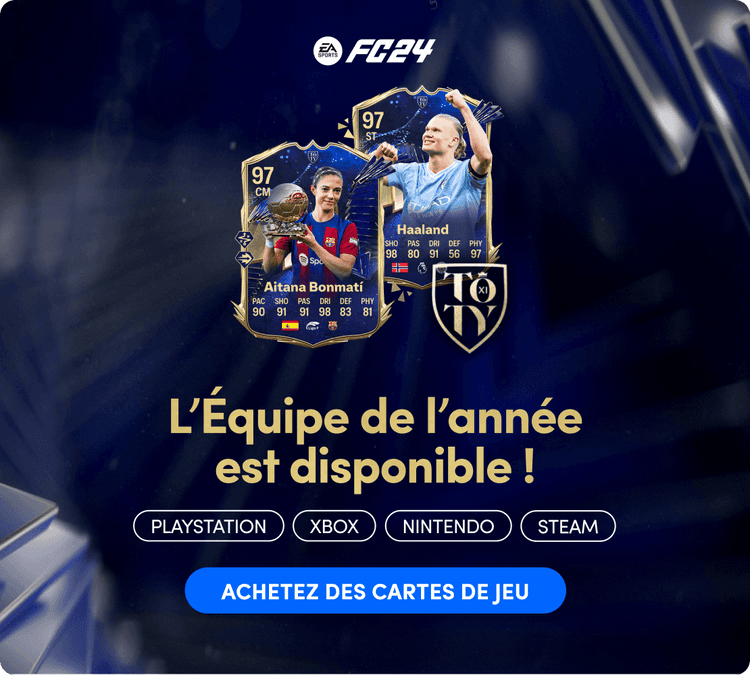 EA
SPORTS
FC24
97
ST
Haaland
SHO PAS DRI DEF PHY
98 80 91 56 97
97
CM
Aitana Bonmatí
PAC SHO PAS DRI DEF PHY
90 91 91 98 83 81
TO
XI
TY
L’Équipe de l’année
est disponible !
PLAYSTATION XBOX NINTENDO STEAM
ACHETEZ DES CARTES DE JEU